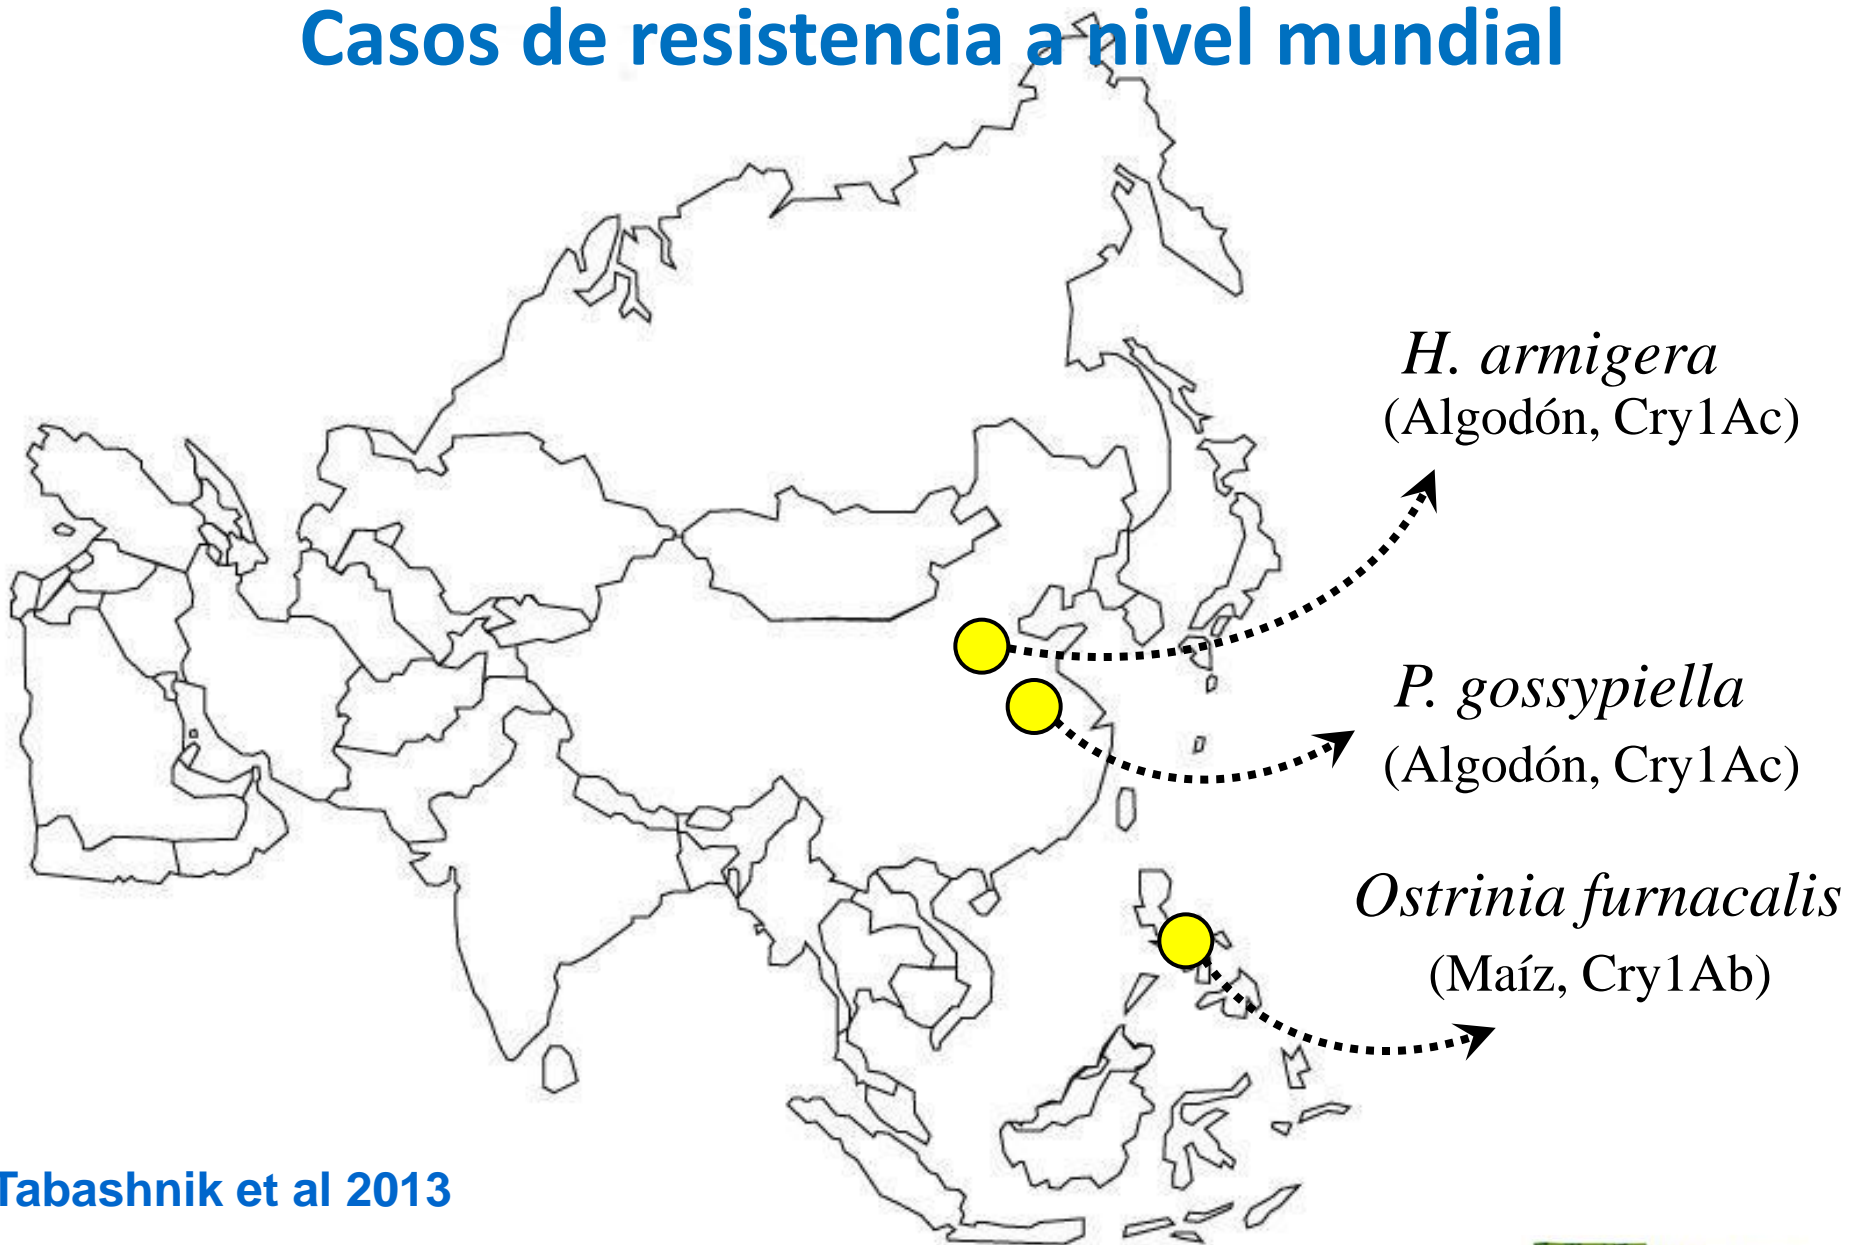 Casos de resistencia a nivel mundial
H. armigera
(Algodón, Cry1Ac)
P. gossypiella
(Algodón, Cry1Ac)
Ostrinia furnacalis
(Maíz, Cry1Ab)
Tabashnik et al 2013